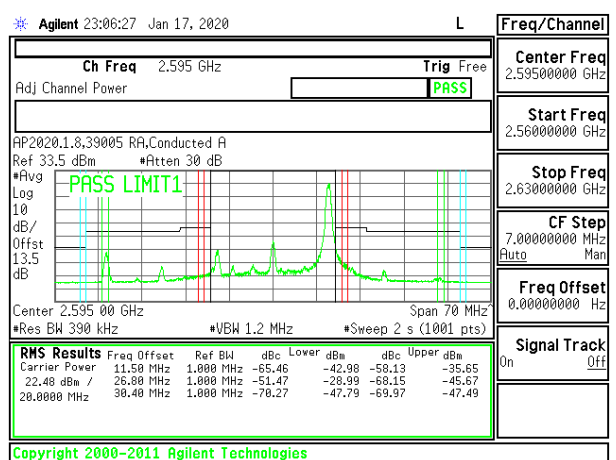 Agilent 23:06:27 Jan 17, 2020 L
Freq/Channel
Ch Freq 2.595 GHz Trig Free
Adj Channel Power PASS
Center Freq
2.59500000 GHz
Start Freq
2.56000000 GHz
Stop Freq
2.63000000 GHz
CF Step
7.00000000 MHz
Auto Man
Freq Offset
0.00000000 Hz
Signal Track
On Off
AP2020.1.8,39005 RA,Conducted A
Ref 33.5 dBm #Atten 30 dB
#Avg
Log
10
dB/
Offst
13.5
dB
PASS LIMIT1
Center 2.595 00 GHz Span 70 MHz^
#Res BW 390 kHz #VBW 1.2 MHz #Sweep 2 s (1001 pts)
RMS Results Freq Offset Ref BW dBc Lower dBm dBc Upper dBm
Carrier Power 11.50 MHz 1.000 MHz -65.46 -42.98 -58.13 -35.65
22.48 dBm / 26.80 MHz 1.000 MHz -51.47 -28.99 -68.15 -45.67
20.0000 MHz 30.40 MHz 1.000 MHz -70.27 -47.79 -69.97 -47.49
Copyright 2000-2011 Agilent Technologies